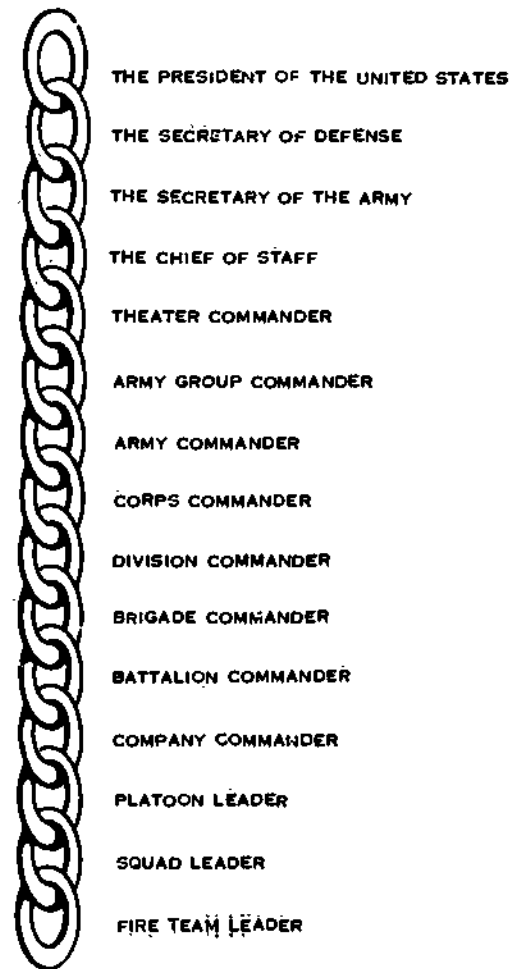 THE PRESIDENT OF THE UNITED STATES
THE SECRETARY OF DEFENSE
THE SECRETARY OF THE ARMY
THE CHIEF OF STAFF
THEATER COMMANDER
ARMY GROUP COMMANDER
ARMY COMMANDER
CORPS COMMANDER
DIVISION COMMANDER
BRIGADE COMMANDER
BATTALION COMMANDER
COMPANY COMMANDER
PLATOON LEADER
SQUAD LEADER
FIRE TEAM LEADER